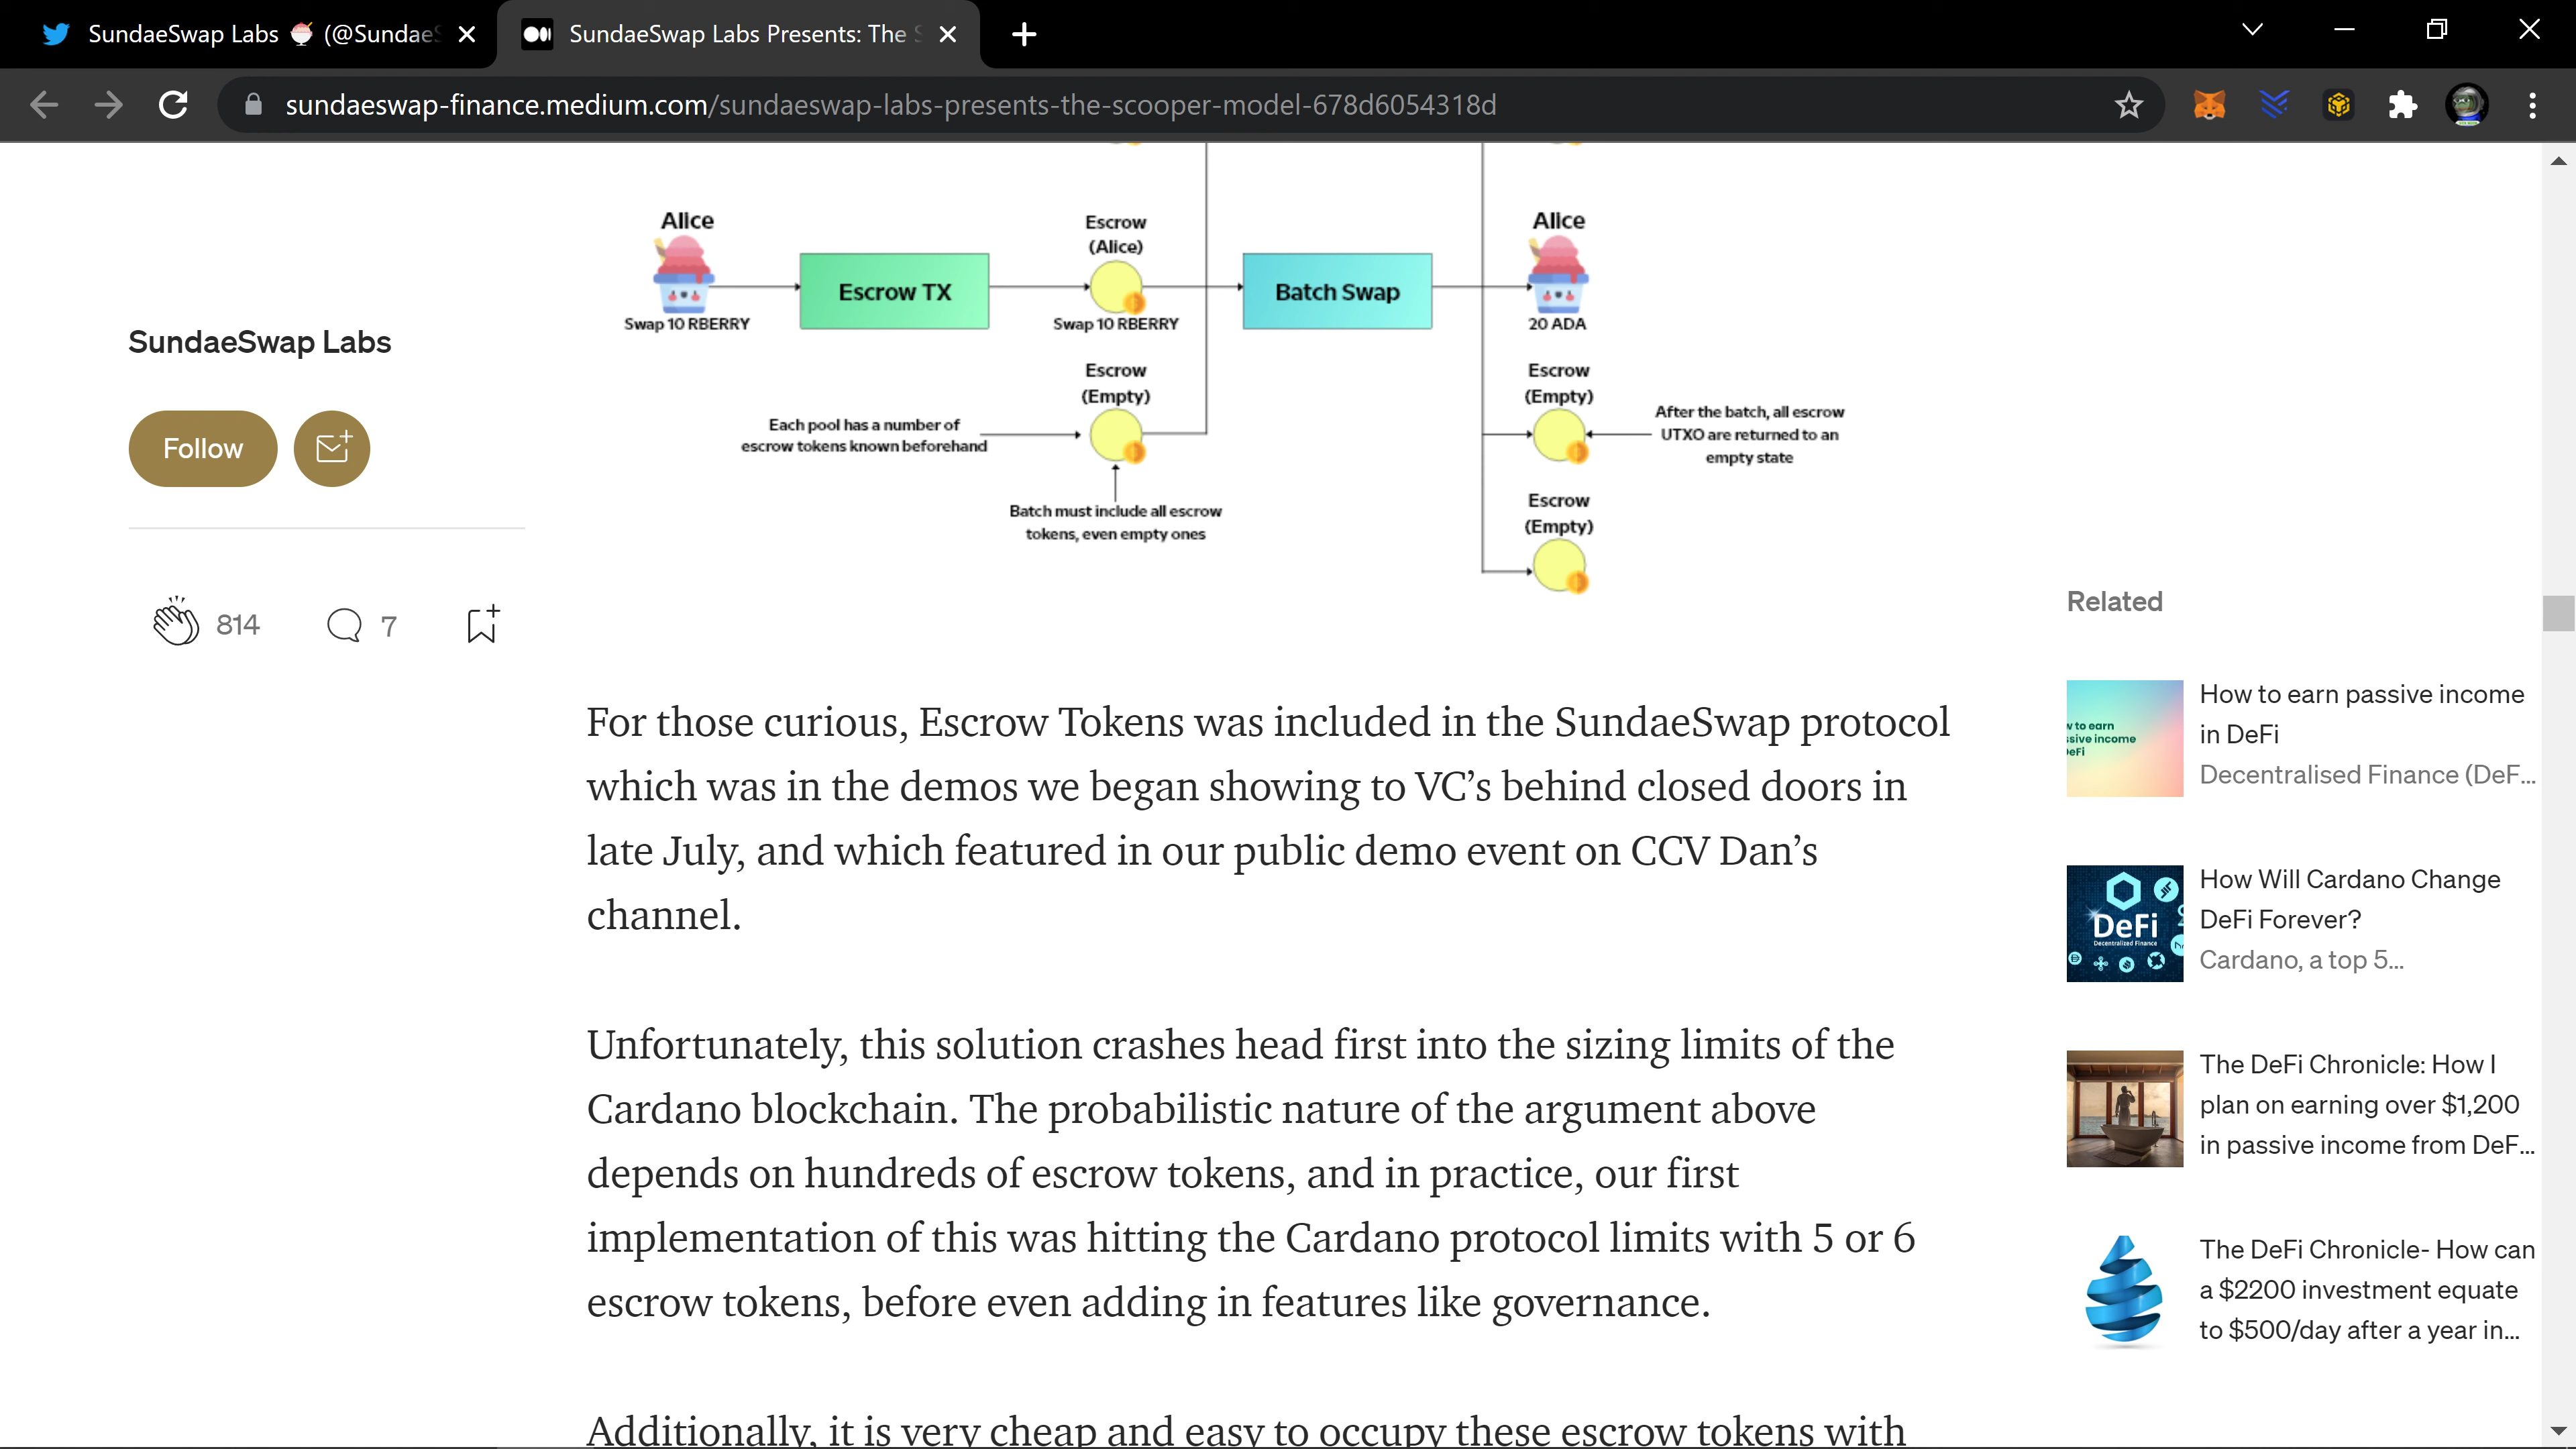 SundaeSwap Labs 🍧 (@SundaeS
SundaeSwap Labs Presents: The S
sundaeswap-finance.medium.com/sundaeswap-labs-presents-the-scooper-model-678d6054318d
SundaeSwap Labs
Follow
814
7
Alice
Swap 10 RBERRY
Escrow TX
Escrow
(Alice)
Swap 10 RBERRY
Batch Swap
Alice
20 ADA
Each pool has a number of
escrow tokens known beforehand
Escrow
(Empty)
Batch must include all escrow
tokens, even empty ones
Escrow
(Empty)
After the batch, all escrow
UTXO are returned to an
empty state
Escrow
(Empty)
For those curious, Escrow Tokens was included in the SundaeSwap protocol
which was in the demos we began showing to VC’s behind closed doors in
late July, and which featured in our public demo event on CCV Dan’s
channel.
Unfortunately, this solution crashes head first into the sizing limits of the
Cardano blockchain. The probabilistic nature of the argument above
depends on hundreds of escrow tokens, and in practice, our first
implementation of this was hitting the Cardano protocol limits with 5 or 6
escrow tokens, before even adding in features like governance.
Additionally, it is very cheap and easy to occupy these escrow tokens with
Related
w to earn
ssive income
DeFi
How to earn passive income
in DeFi
Decentralised Finance (DeF...
DeFi
Decentralized Finance
How Will Cardano Change
DeFi Forever?
Cardano, a top 5...
The DeFi Chronicle: How I
plan on earning over $1,200
in passive income from DeF...
The DeFi Chronicle- How can
a $2200 investment equate
to $500/day after a year in...